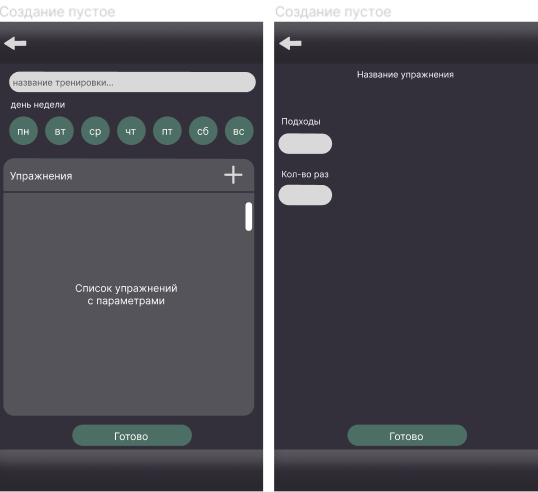 Создание пустое
название тренировки...
день недели
пн вт ср чт пт сб вс
Упражнения
Список упражнений
с параметрами
Готово
Создание пустое
Название упражнения
Подходы
Кол-во раз
Готово